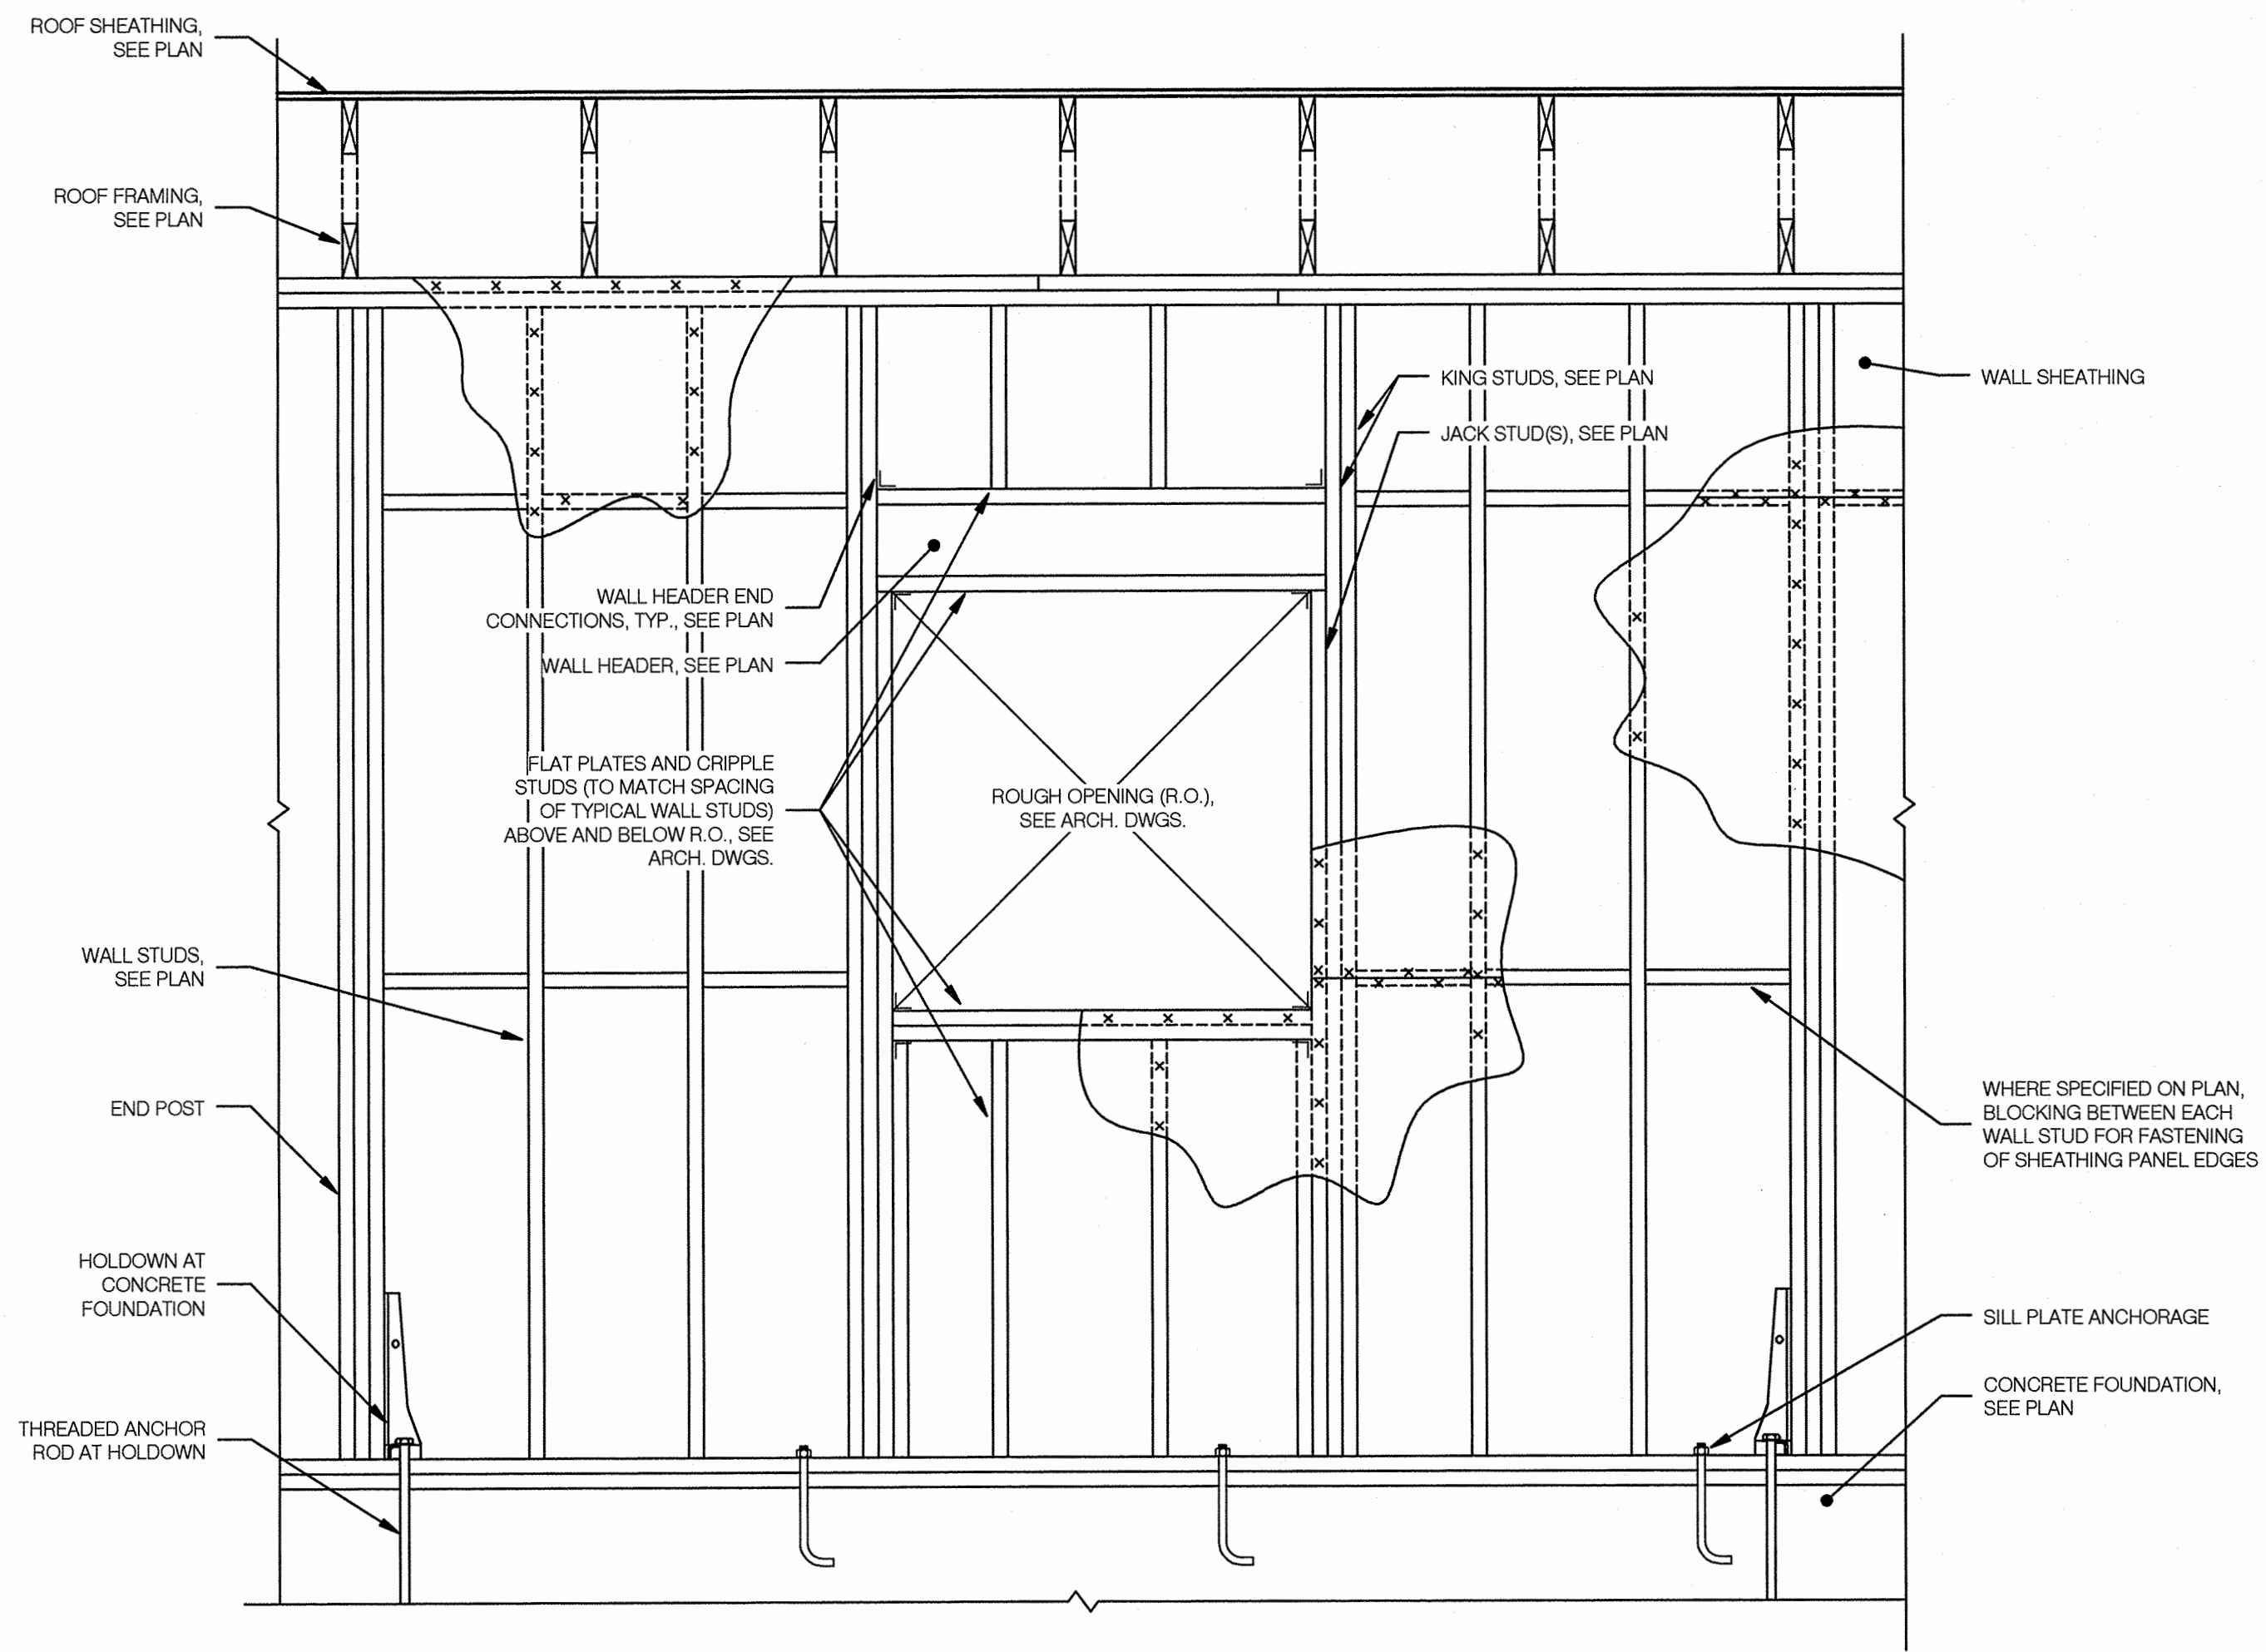 ROOF SHEATHING,
SEE PLAN
ROOF FRAMING,
SEE PLAN
KING STUDS, SEE PLAN
WALL SHEATHING
JACK STUD(S), SEE PLAN
WALL HEADER END
CONNECTIONS, TYP., SEE PLAN
WALL HEADER, SEE PLAN
FLAT PLATES AND CRIPPLE
STUDS (TO MATCH SPACING
OF TYPICAL WALL STUDS)
ABOVE AND BELOW R.O., SEE
ARCH. DWGS.
ROUGH OPENING (R.O.),
SEE ARCH. DWGS.
WALL STUDS,
SEE PLAN
END POST
WHERE SPECIFIED ON PLAN,
BLOCKING BETWEEN EACH
WALL STUD FOR FASTENING
OF SHEATHING PANEL EDGES
HOLDOWN AT
CONCRETE
FOUNDATION
SILL PLATE ANCHORAGE
CONCRETE FOUNDATION,
SEE PLAN
THREADED ANCHOR
ROD AT HOLDOWN